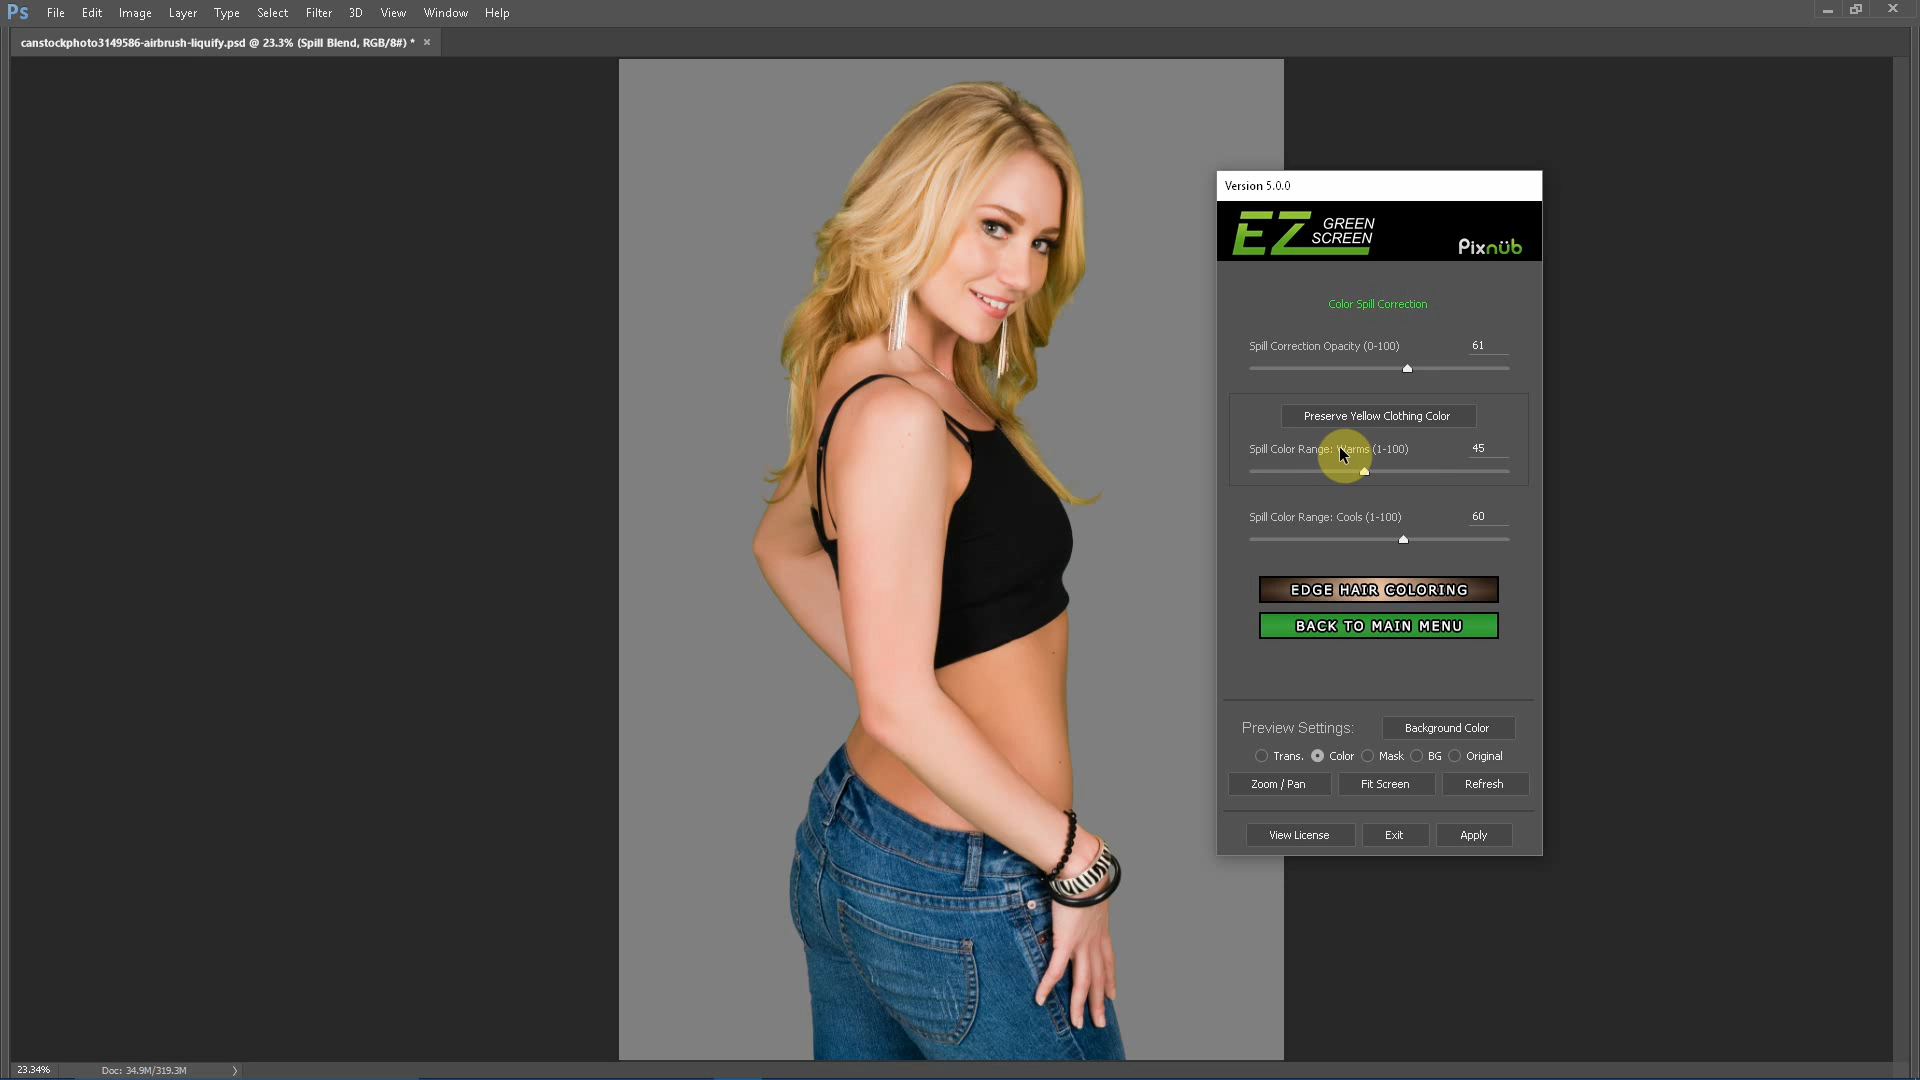 Ps File Edit Image Layer Type Select Filter 3D View Window Help
canstockphoto3149586-airbrush-liquify.psd @ 23.3% (Spill Blend, RGB/8#) * ×
Version 5.0.0
EZ GREEN SCREEN Pixnüb
Color Spill Correction
Spill Correction Opacity (0-100) 61
Preserve Yellow Clothing Color
Spill Color Range: Warms (1-100) 45
Spill Color Range: Cools (1-100) 60
EDGE HAIR COLORING
BACK TO MAIN MENU
Preview Settings: Background Color
Trans. Color Mask BG Original
Zoom / Pan Fit Screen Refresh
View License Exit Apply
23.34% Doc: 34.9M/319.3M